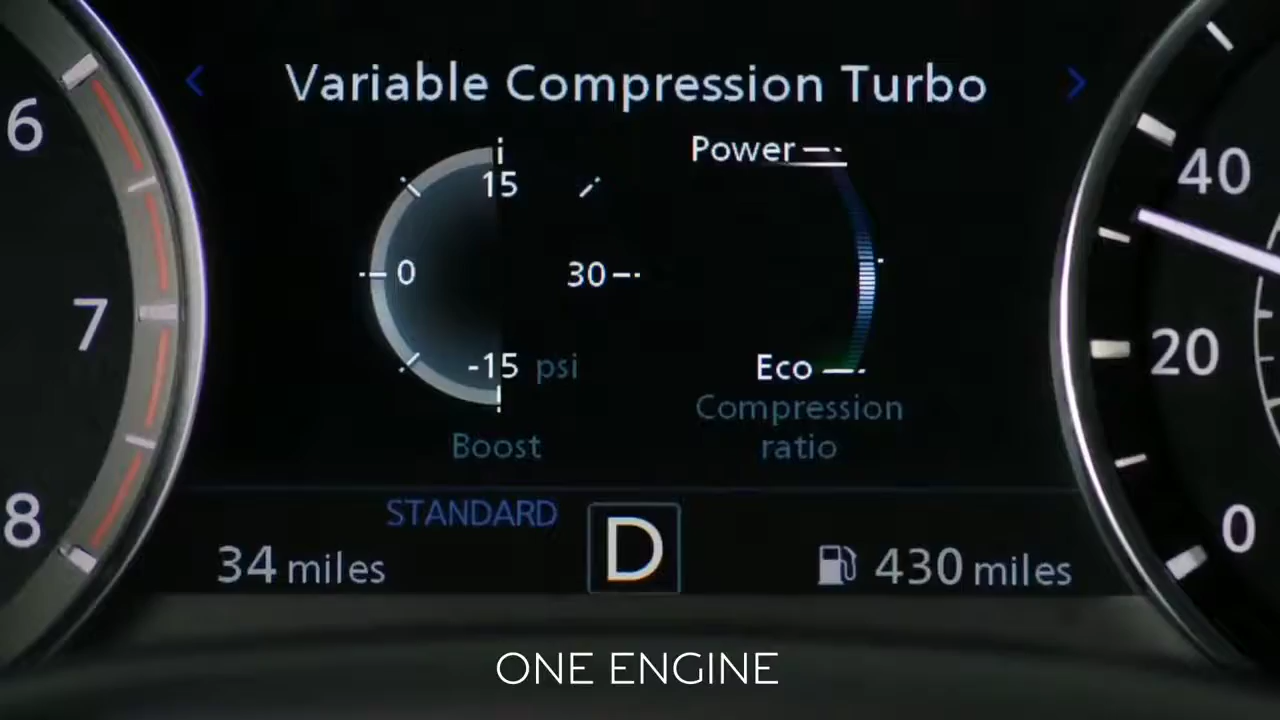 Variable Compression Turbo
Power
15
0
30
-15 psi
Eco
Boost
Compression
ratio
STANDARD
D
34 miles
430 miles
6
7
8
40
20
0
ONE ENGINE